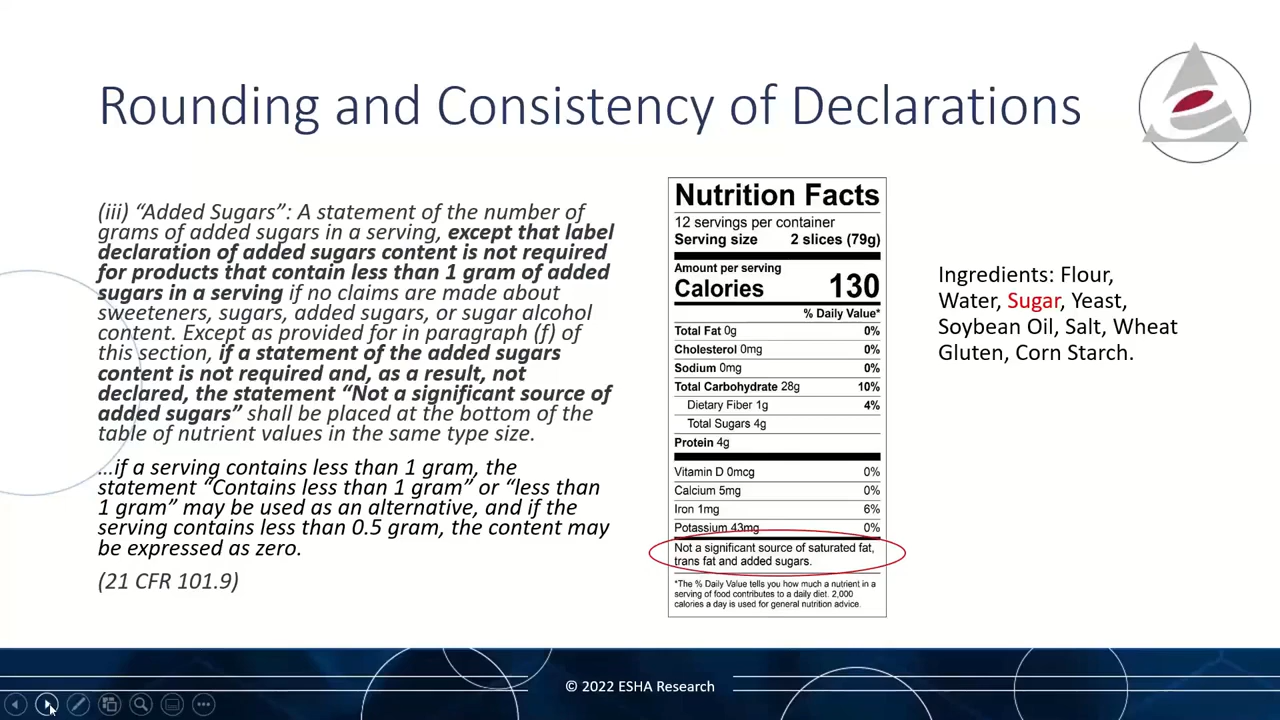 Rounding and Consistency of Declarations
(iii) “Added Sugars”: A statement of the number of
grams of added sugars in a serving, except that label
declaration of added sugars content is not required
for products that contain less than 1 gram of added
sugars in a serving if no claims are made about
sweeteners, sugars, added sugars, or sugar alcohol
content. Except as provided for in paragraph (f) of
this section, if a statement of the added sugars
content is not required and, as a result, not
declared, the statement “Not a significant source of
added sugars” shall be placed at the bottom of the
table of nutrient values in the same type size.
...if a serving contains less than 1 gram, the
statement “Contains less than 1 gram” or “less than
1 gram” may be used as an alternative, and if the
serving contains less than 0.5 gram, the content may
be expressed as zero.
(21 CFR 101.9)
Nutrition Facts
12 servings per container
Serving size 2 slices (79g)
Amount per serving
Calories 130
% Daily Value*
Total Fat 0g 0%
Cholesterol 0mg 0%
Sodium 0mg 0%
Total Carbohydrate 28g 10%
Dietary Fiber 1g 4%
Total Sugars 4g
Protein 4g
Vitamin D 0mcg 0%
Calcium 5mg 0%
Iron 1mg 6%
Potassium 43mg 0%
Not a significant source of saturated fat,
trans fat and added sugars.
*The % Daily Value tells you how much a nutrient in a
serving of food contributes to a daily diet. 2,000
calories a day is used for general nutrition advice.
Ingredients: Flour,
Water, Sugar, Yeast,
Soybean Oil, Salt, Wheat
Gluten, Corn Starch.
© 2022 ESHA Research